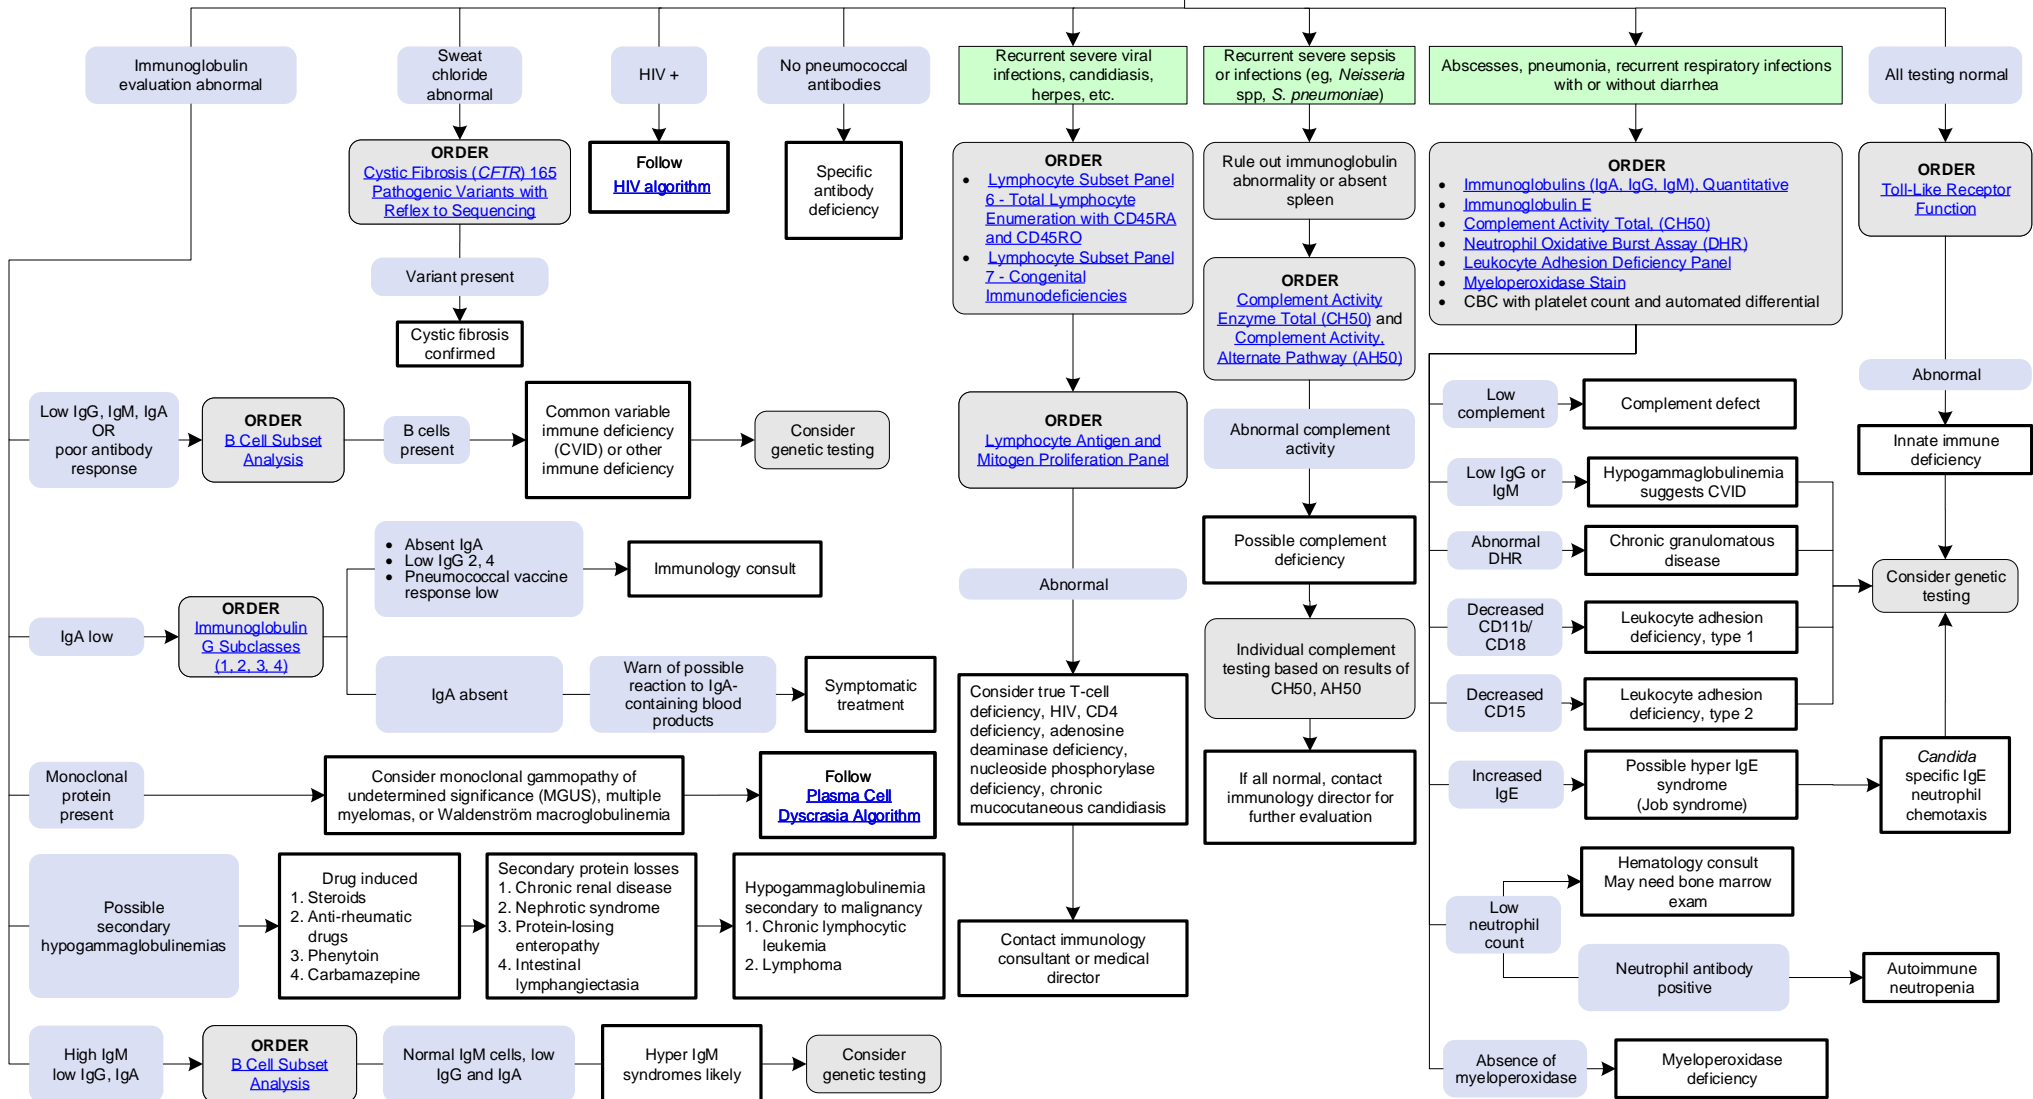 Immunoglobulin
evaluation abnormal
Sweat
chloride
abnormal
HIV +
No pneumococcal
antibodies
Recurrent severe viral
infections, candidiasis,
herpes, etc.
Recurrent severe sepsis
or infections (eg, Neisseria
spp, S. pneumoniae)
Abscesses, pneumonia, recurrent respiratory infections
with or without diarrhea
All testing normal
ORDER
Cystic Fibrosis (CFTR) 165
Pathogenic Variants with
Reflex to Sequencing
Variant present
Cystic fibrosis
confirmed
Follow
HIV algorithm
Specific
antibody
deficiency
ORDER
• Lymphocyte Subset Panel
6 - Total Lymphocyte
Enumeration with CD45RA
and CD45RO
• Lymphocyte Subset Panel
7 - Congenital
Immunodeficiencies
Rule out immunoglobulin
abnormality or absent
spleen
ORDER
Complement Activity
Enzyme Total (CH50) and
Complement Activity,
Alternate Pathway (AH50)
ORDER
• Immunoglobulins (IgA, IgG, IgM), Quantitative
• Immunoglobulin E
• Complement Activity Total, (CH50)
• Neutrophil Oxidative Burst Assay (DHR)
• Leukocyte Adhesion Deficiency Panel
• Myeloperoxidase Stain
• CBC with platelet count and automated differential
ORDER
Toll-Like Receptor
Function
Abnormal
Innate immune
deficiency
Consider genetic
testing
Low IgG, IgM, IgA
OR
poor antibody
response
ORDER
B Cell Subset
Analysis
B cells
present
Common variable
immune deficiency
(CVID) or other
immune deficiency
Consider
genetic testing
ORDER
Lymphocyte Antigen and
Mitogen Proliferation Panel
Abnormal
Consider true T-cell
deficiency, HIV, CD4
deficiency, adenosine
deaminase deficiency,
nucleoside phosphorylase
deficiency, chronic
mucocutaneous candidiasis
Contact immunology
consultant or medical
director
Abnormal complement
activity
Possible complement
deficiency
Individual complement
testing based on results of
CH50, AH50
If all normal, contact
immunology director for
further evaluation
Low
complement
Complement defect
Low IgG or
IgM
Hypogammaglobulinemia
suggests CVID
Abnormal
DHR
Chronic granulomatous
disease
Decreased
CD11b/
CD18
Leukocyte adhesion
deficiency, type 1
Decreased
CD15
Leukocyte adhesion
deficiency, type 2
Increased
IgE
Possible hyper IgE
syndrome
(Job syndrome)
Candida
specific IgE
neutrophil
chemotaxis
Low
neutrophil
count
Hematology consult
May need bone marrow
exam
Neutrophil antibody
positive
Autoimmune
neutropenia
Absence of
myeloperoxidase
Myeloperoxidase
deficiency
IgA low
ORDER
Immunoglobulin
G Subclasses
(1, 2, 3, 4)
• Absent IgA
• Low IgG 2, 4
• Pneumococcal vaccine
response low
Immunology consult
IgA absent
Warn of possible
reaction to IgA-
containing blood
products
Symptomatic
treatment
Monoclonal
protein
present
Consider monoclonal gammopathy of
undetermined significance (MGUS), multiple
myelomas, or Waldenström macroglobulinemia
Follow
Plasma Cell
Dyscrasia Algorithm
Possible
secondary
hypogammaglobulinemias
Drug induced
1. Steroids
2. Anti-rheumatic
drugs
3. Phenytoin
4. Carbamazepine
Secondary protein losses
1. Chronic renal disease
2. Nephrotic syndrome
3. Protein-losing
enteropathy
4. Intestinal
lymphangiectasia
Hypogammaglobulinemia
secondary to malignancy
1. Chronic lymphocytic
leukemia
2. Lymphoma
High IgM
low IgG, IgA
ORDER
B Cell Subset
Analysis
Normal IgM cells, low
IgG and IgA
Hyper IgM
syndromes likely
Consider
genetic testing